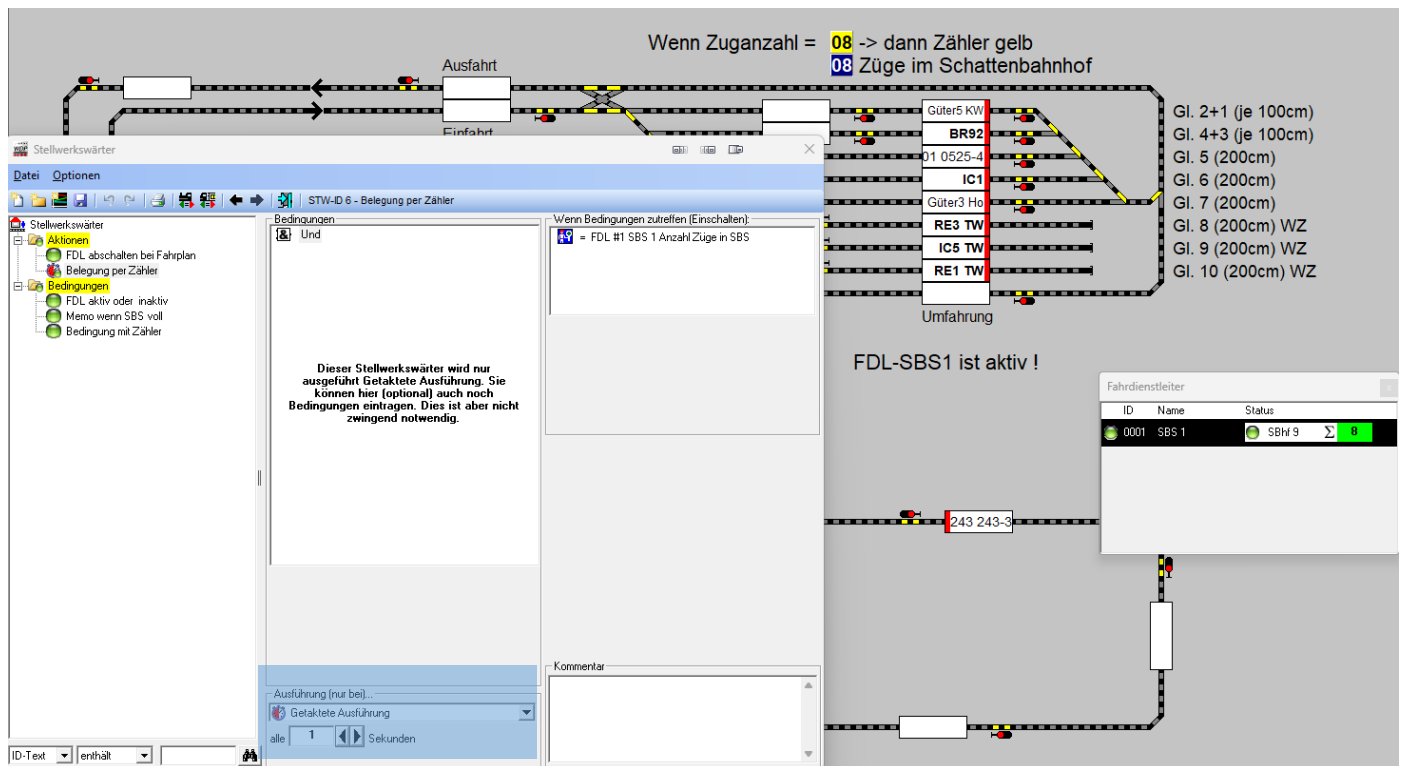 Wenn Zuganzahl = 08 -> dann Zähler gelb
08 Züge im Schattenbahnhof
Ausfahrt
Einfahrt
Güter5 KW
BR92
01 0525-4
IC1
Güter3 Ho
RE3 TW
IC5 TW
RE1 TW
Umfahrung
Gl. 2+1 (je 100cm)
Gl. 4+3 (je 100cm)
Gl. 5 (200cm)
Gl. 6 (200cm)
Gl. 7 (200cm)
Gl. 8 (200cm) WZ
Gl. 9 (200cm) WZ
Gl. 10 (200cm) WZ
FDL-SBS1 ist aktiv !
Stellwerkswärter
Datei Optionen
STW-ID 6 - Belegung per Zähler
Stellwerkswärter
Aktionen
FDL abschalten bei Fahrplan
Belegung per Zähler
Bedingungen
FDL aktiv oder inaktiv
Memo wenn SBS voll
Bedingung mit Zähler
ID-Text enthält
Bedingungen
& Und
Dieser Stellwerkswärter wird nur
ausgeführt Getaktete Ausführung. Sie
können hier (optional) auch noch
Bedingungen eintragen. Dies ist aber nicht
zwingend notwendig.
Ausführung (nur bei)...
Getaktete Ausführung
alle 1 Sekunden
Wenn Bedingungen zutreffen (Einschalten):
= FDL #1 SBS 1 Anzahl Züge in SBS
Kommentar
Fahrdienstleiter
x
ID Name Status
0001 SBS 1 SBhf 9 Σ 8
243 243-3